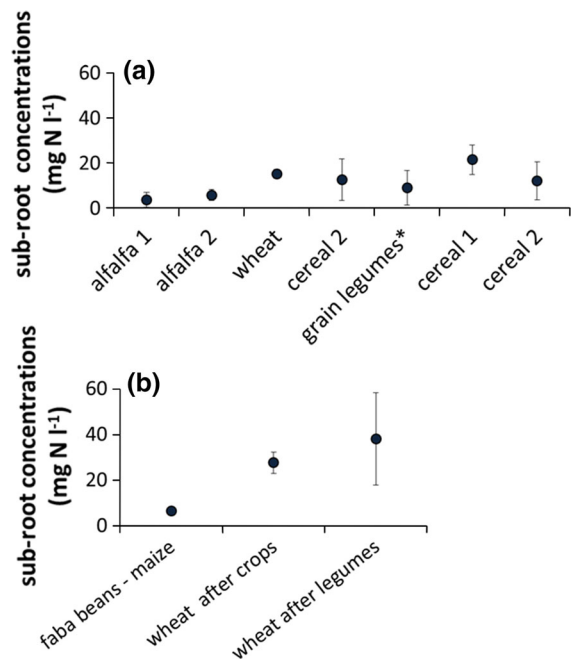 (a)
sub-root concentrations
(mg N l-1)
60
40
20
0
alfalfa 1
alfalfa 2
wheat
cereal 2
grain legumes*
cereal 1
cereal 2
(b)
sub-root concentrations
(mg N l-1)
60
40
20
0
faba beans - maize
wheat after crops
wheat after legumes